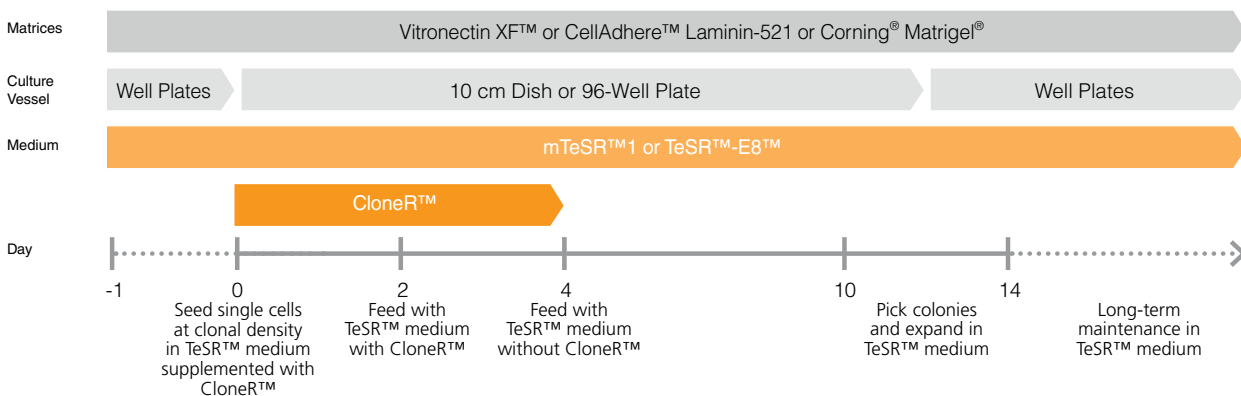 Matrices
Vitronectin XF™ or CellAdhere™ Laminin-521 or Corning® Matrigel®
Culture
Vessel
Well Plates
10 cm Dish or 96-Well Plate
Well Plates
Medium
mTeSR™1 or TeSR™-E8™
CloneR™
Day
-1
0
2
4
10
14
Seed single cells
at clonal density
in TeSR™ medium
supplemented with
CloneR™
Feed with
TeSR™ medium
with CloneR™
Feed with
TeSR™ medium
without CloneR™
Pick colonies
and expand in
TeSR™ medium
Long-term
maintenance in
TeSR™ medium